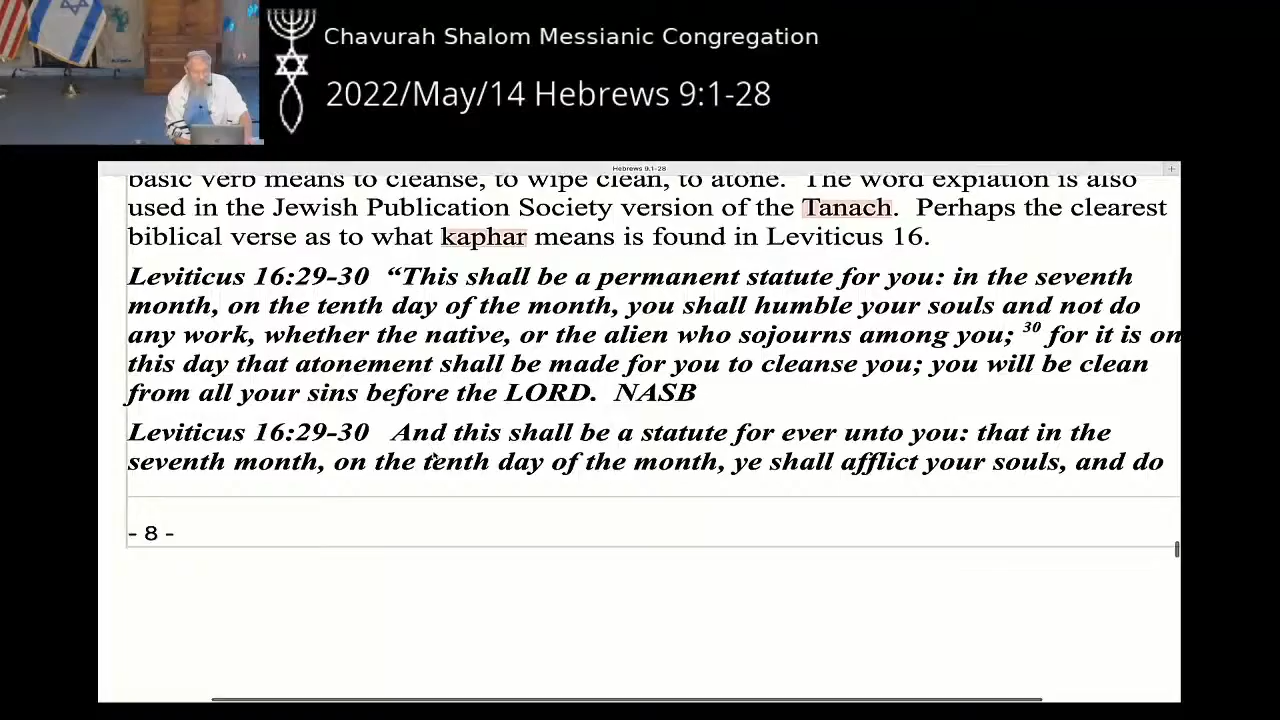 Chavurah Shalom Messianic Congregation
2022/May/14 Hebrews 9:1-28
Hebrews 9.1-28
basic verb means to cleanse, to wipe clean, to atone.  The word expiation is also
used in the Jewish Publication Society version of the Tanach.  Perhaps the clearest
biblical verse as to what kaphar means is found in Leviticus 16.
Leviticus 16:29-30  “This shall be a permanent statute for you: in the seventh
month, on the tenth day of the month, you shall humble your souls and not do
any work, whether the native, or the alien who sojourns among you; 30 for it is on
this day that atonement shall be made for you to cleanse you; you will be clean
from all your sins before the LORD.  NASB
Leviticus 16:29-30   And this shall be a statute for ever unto you: that in the
seventh month, on the tenth day of the month, ye shall afflict your souls, and do
- 8 -